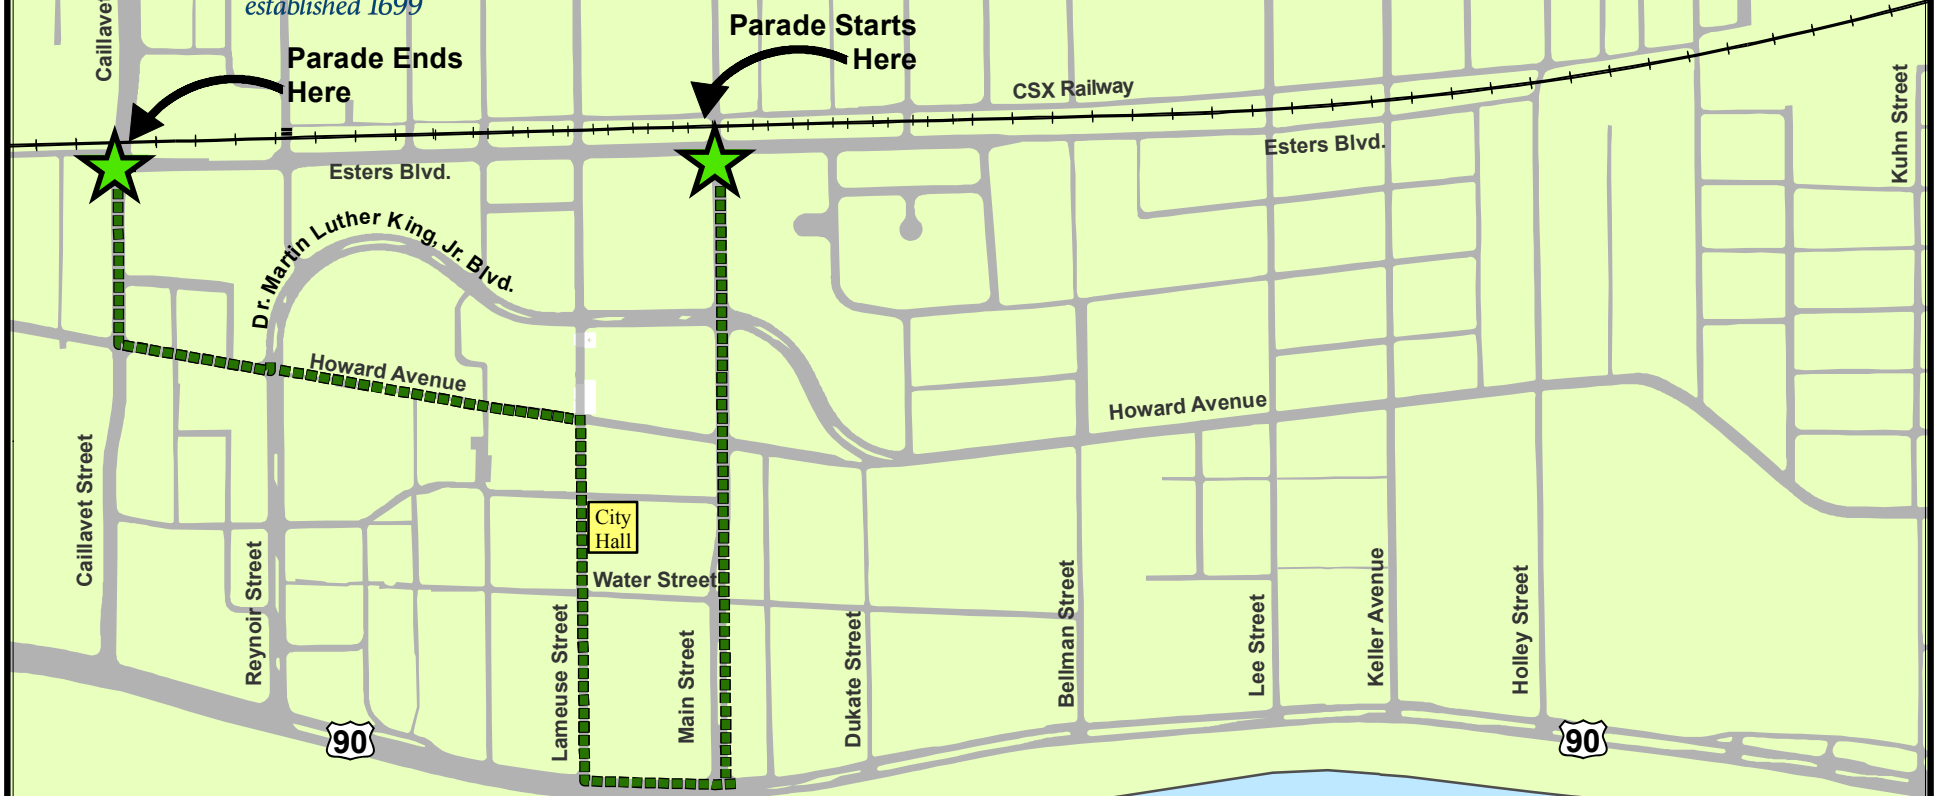 established 1699
Caillavet
Parade Ends
Here
Parade Starts
Here
CSX Railway
Esters Blvd.
Esters Blvd.
Kuhn Street
Dr. Martin Luther King, Jr. Blvd.
Howard Avenue
Howard Avenue
City
Hall
Water Street
Caillavet Street
Reynoir Street
Lameuse Street
Main Street
Dukate Street
Bellman Street
Lee Street
Keller Avenue
Holley Street
90
90